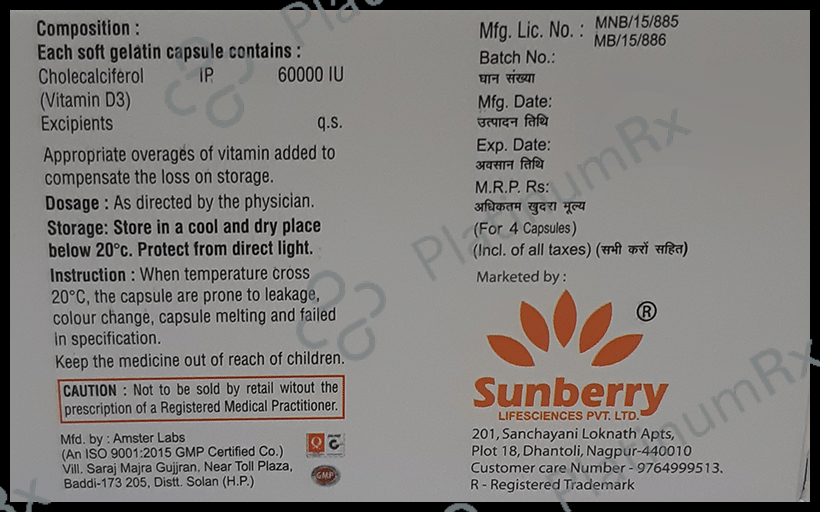 Composition :
Each soft gelatin capsule contains :
Cholecalciferol IP 60000 IU
(Vitamin D3)
Excipients q.s.
Appropriate overages of vitamin added to
compensate the loss on storage.
Dosage : As directed by the physician.
Storage: Store in a cool and dry place
below 20°c. Protect from direct light.
Instruction : When temperature cross
20°C, the capsule are prone to leakage,
colour change, capsule melting and failed
in specification.
Keep the medicine out of reach of children.
CAUTION : Not to be sold by retail witout the
prescription of a Registered Medical Practitioner.
Mfd. by : Amster Labs
(An ISO 9001:2015 GMP Certified Co.)
Vill. Saraj Majra Gujjran, Near Toll Plaza,
Baddi-173 205, Distt. Solan (H.P.)
Q
GMP
Mfg. Lic. No. : MNB/15/885
MB/15/886
Batch No.:
घान संख्या
Mfg. Date:
उत्पादन तिथि
Exp. Date:
अवसान तिथि
M.R.P. Rs:
अधिकतम खुदरा मूल्य
(For 4 Capsules)
(Incl. of all taxes) (सभी करों सहित)
Marketed by :
®
Sunberry
LIFESCIENCES PVT. LTD.
201, Sanchayani Loknath Apts,
Plot 18, Dhantoli, Nagpur-440010
Customer care Number - 9764999513.
R - Registered Trademark
PlatinumRx
PlatinumRx
PlatinumRx
Rx